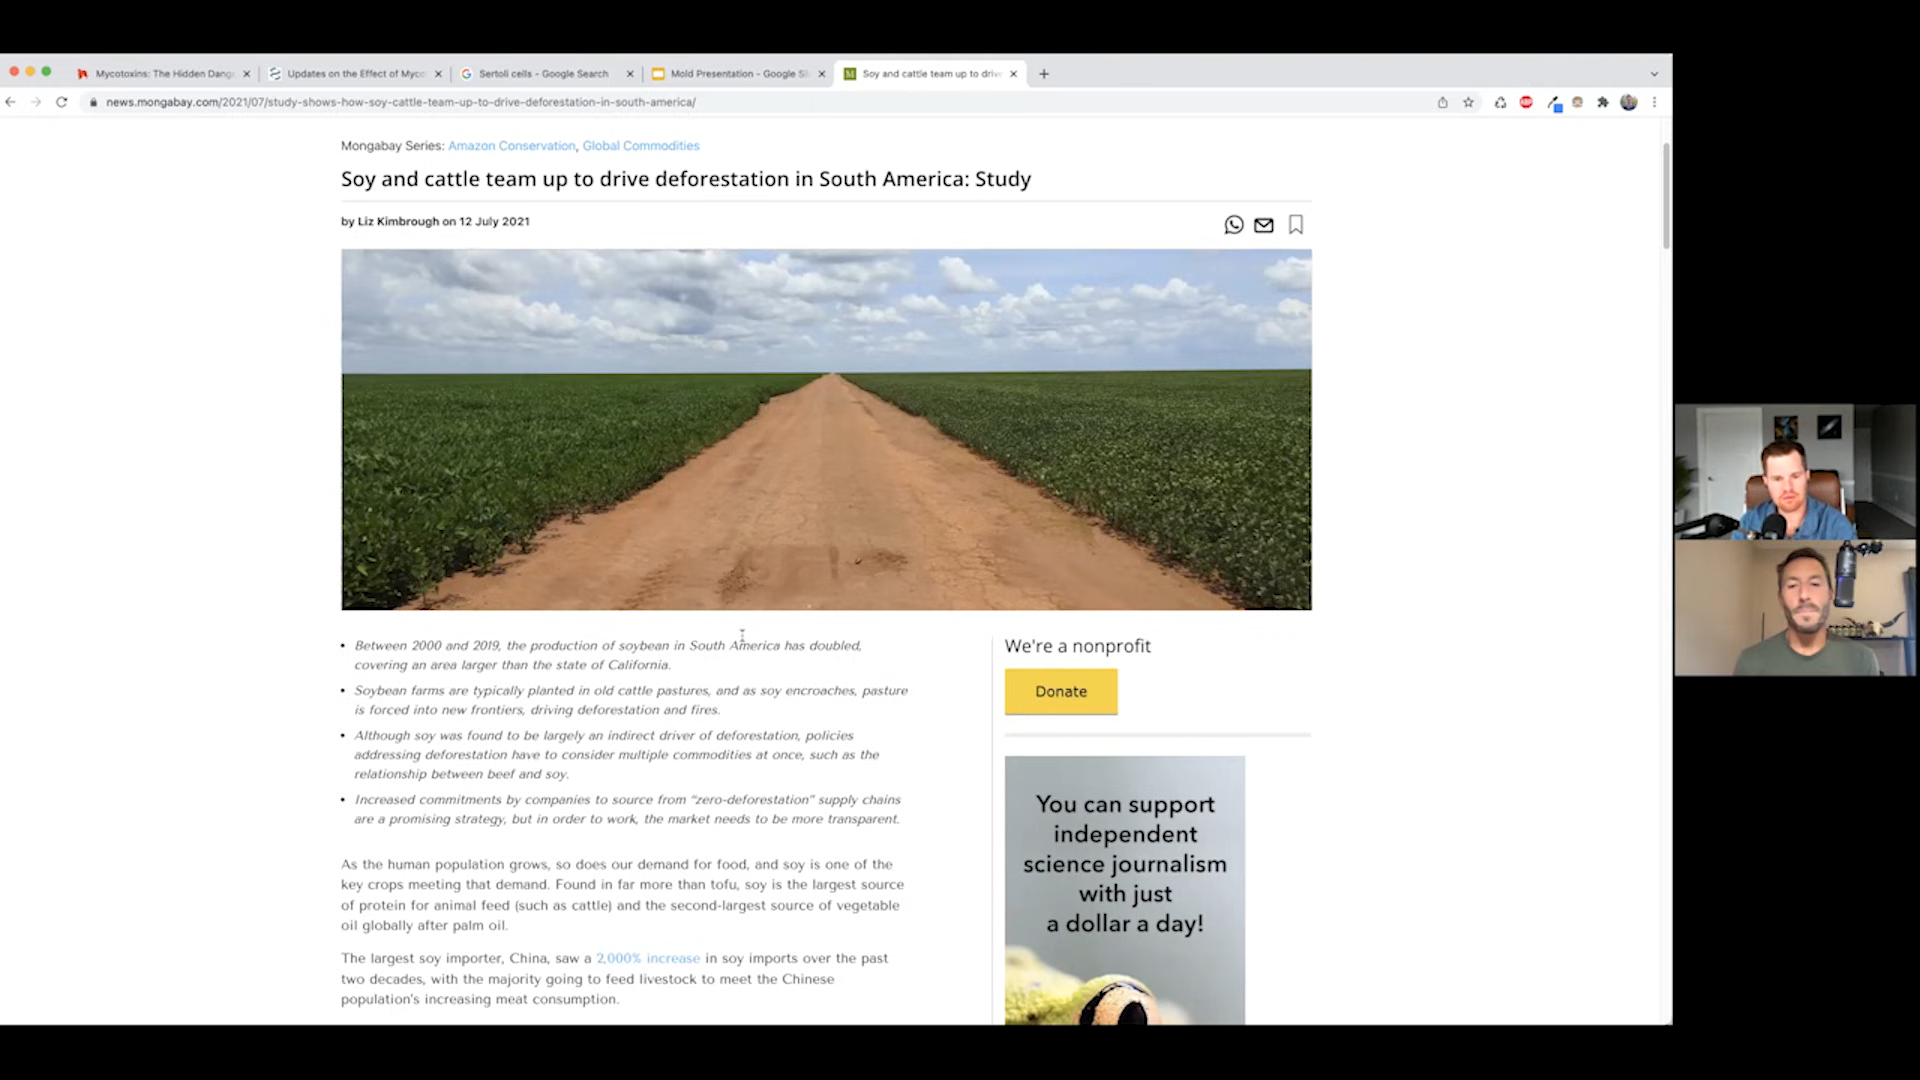 Mycotoxins: The Hidden Dang
Updates on the Effect of Myco
Sertoli cells - Google Search
Mold Presentation - Google Sl
Soy and cattle team up to driv
news.mongabay.com/2021/07/study-shows-how-soy-cattle-team-up-to-drive-deforestation-in-south-america/
Mongabay Series: Amazon Conservation, Global Commodities
Soy and cattle team up to drive deforestation in South America: Study
by Liz Kimbrough on 12 July 2021
• Between 2000 and 2019, the production of soybean in South America has doubled,
covering an area larger than the state of California.
• Soybean farms are typically planted in old cattle pastures, and as soy encroaches, pasture
is forced into new frontiers, driving deforestation and fires.
• Although soy was found to be largely an indirect driver of deforestation, policies
addressing deforestation have to consider multiple commodities at once, such as the
relationship between beef and soy.
• Increased commitments by companies to source from “zero-deforestation” supply chains
are a promising strategy, but in order to work, the market needs to be more transparent.
As the human population grows, so does our demand for food, and soy is one of the
key crops meeting that demand. Found in far more than tofu, soy is the largest source
of protein for animal feed (such as cattle) and the second-largest source of vegetable
oil globally after palm oil.
The largest soy importer, China, saw a 2,000% increase in soy imports over the past
two decades, with the majority going to feed livestock to meet the Chinese
population's increasing meat consumption.
We're a nonprofit
Donate
You can support
independent
science journalism
with just
a dollar a day!